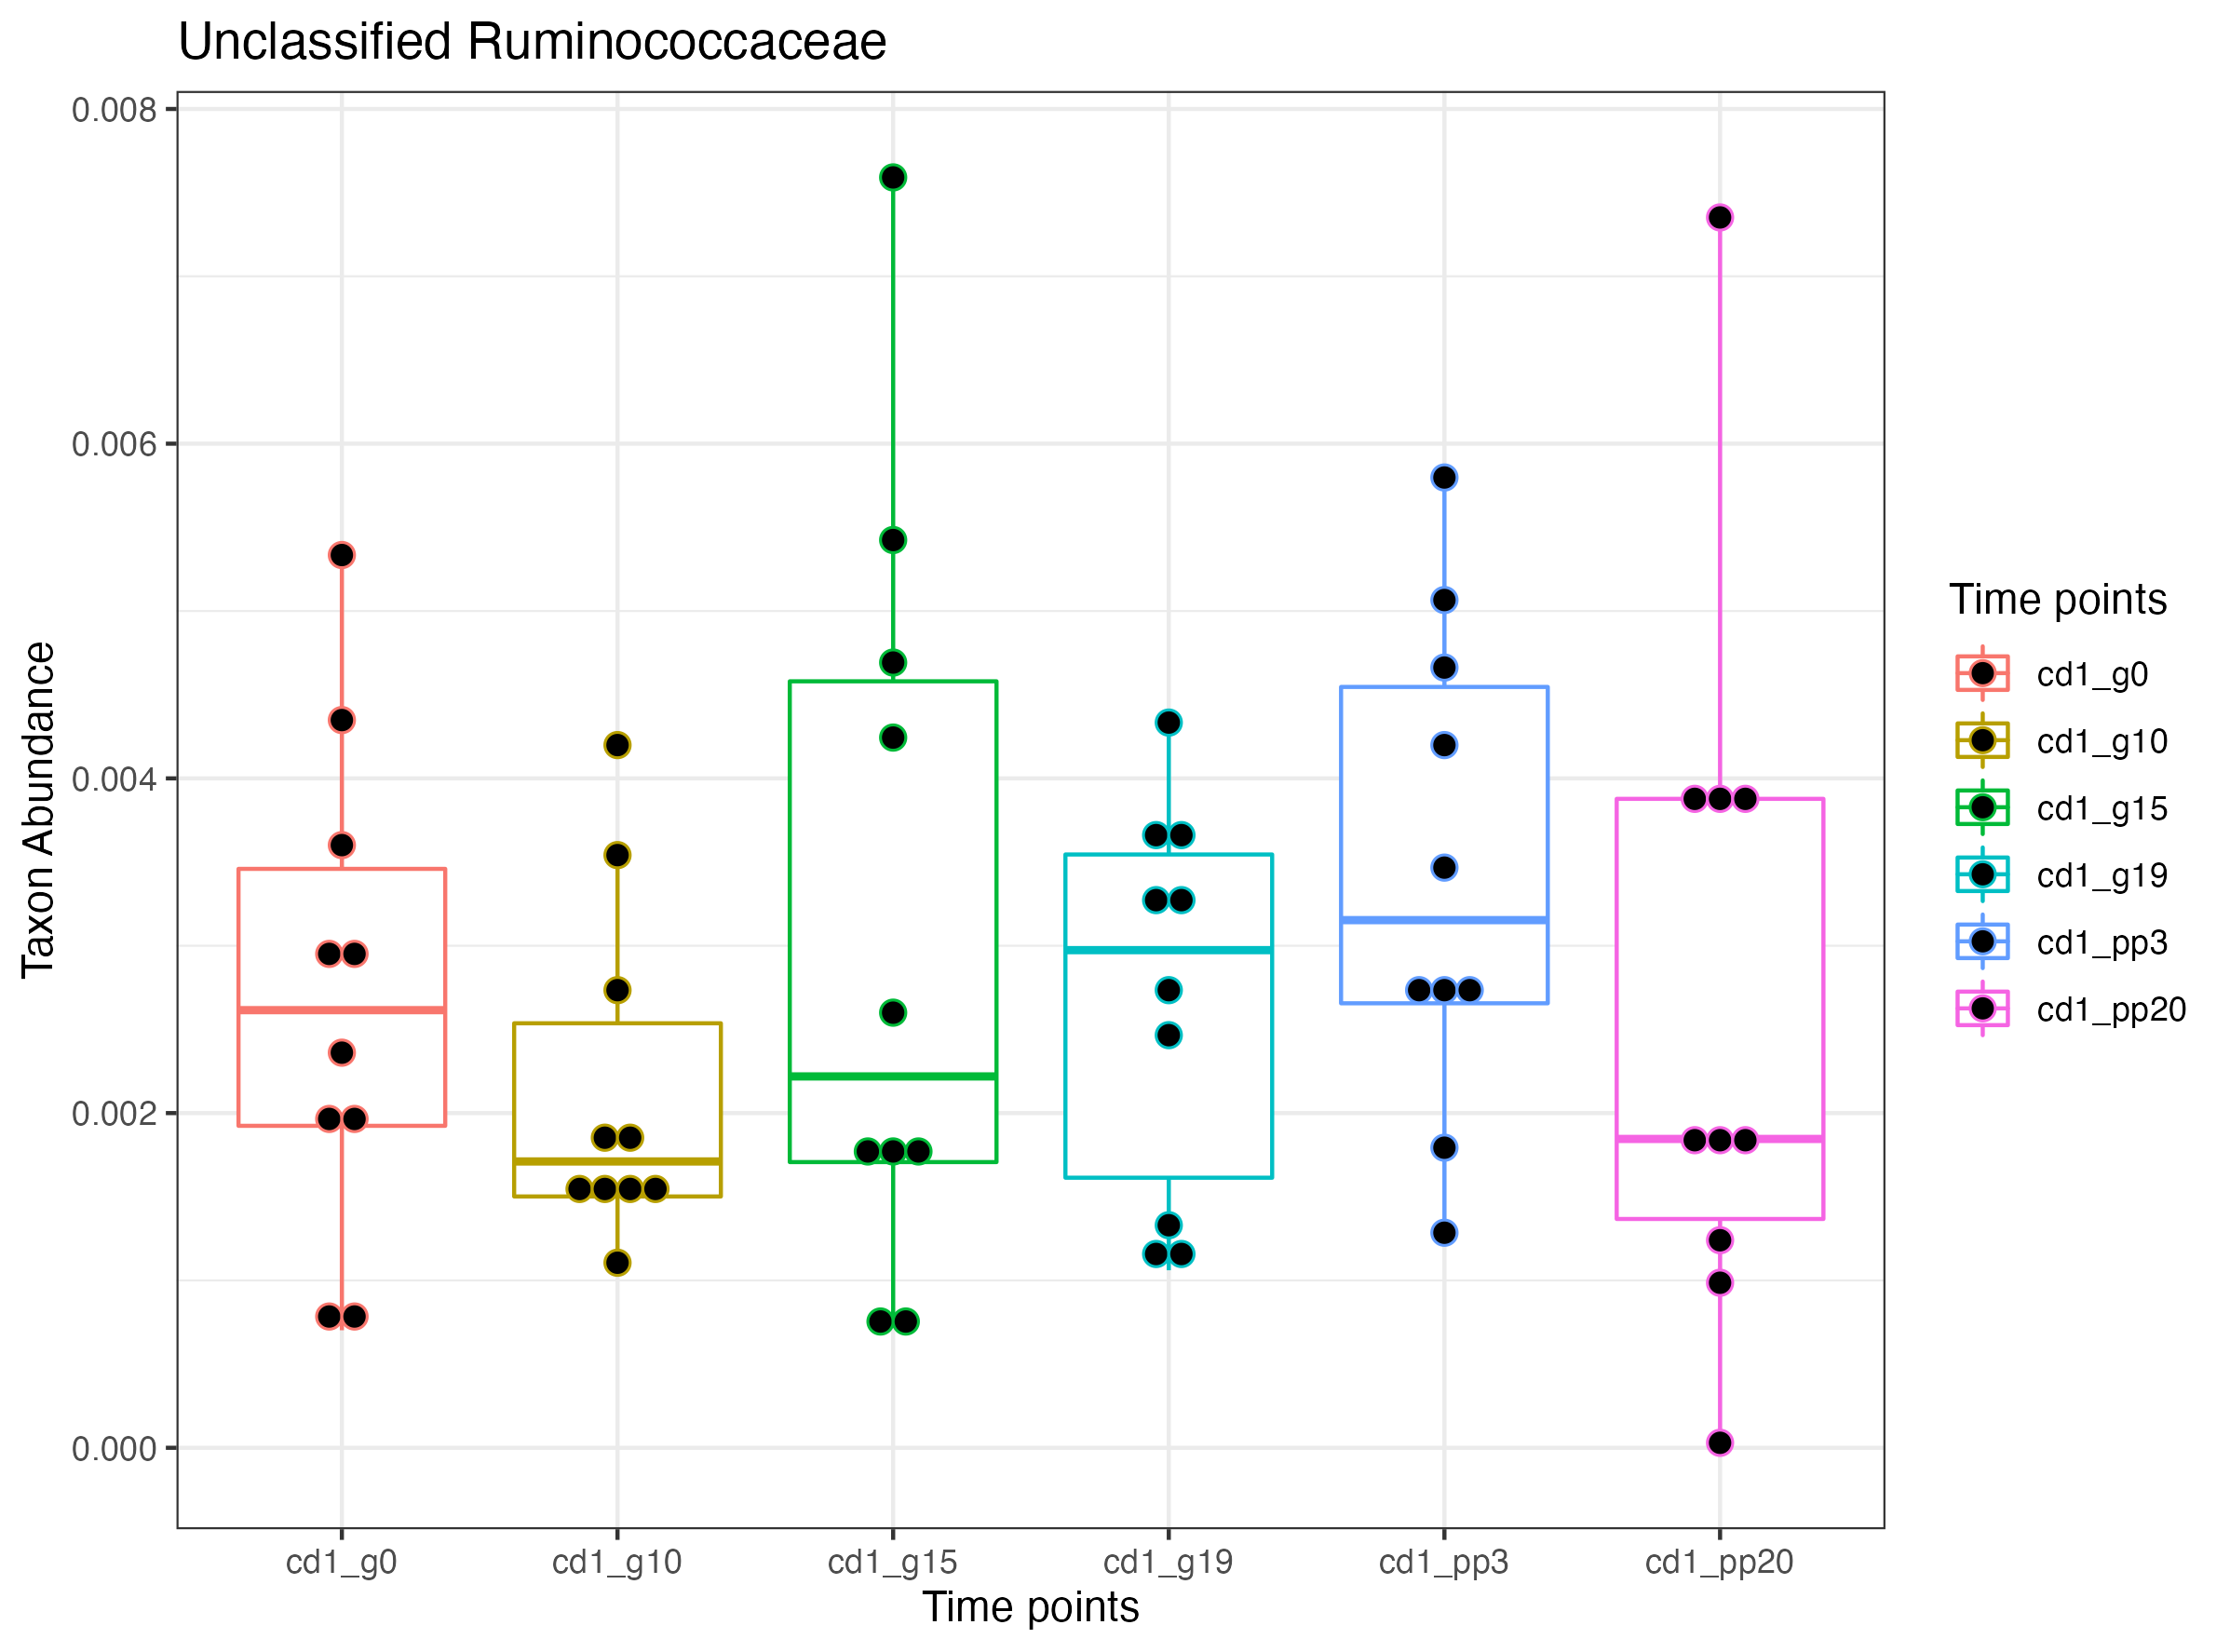 Unclassified Ruminococcaceae
0.008
0.006
0.004
0.002
0.000
Taxon Abundance
cd1_g0
cd1_g10
cd1_g15
cd1_g19
cd1_pp3
cd1_pp20
Time points
Time points
cd1_g0
cd1_g10
cd1_g15
cd1_g19
cd1_pp3
cd1_pp20